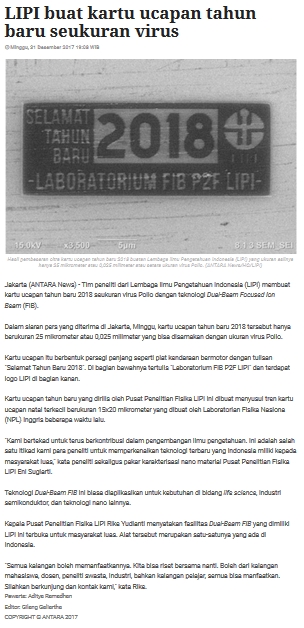 LIPI buat kartu ucapan tahun
baru seukuran virus
Minggu, 31 Desember 2017 19:08 WIB
SELAMAT
TAHUN
BARU
2018
LIPI
-LABORATORIUM FIB P2F LIPI-
15.0kV x3,500 5μm 8.1.3 SEM_SEI
Hasil gambesaran citra kartu ucapan tahun baru 2018 buatan Lembaga Ilmu Pengetahuan Indonesia (LIPI) yang ukuran aslinya
hanya 25 mikrometer atau 0,025 milimeter atau setara ukuran virus Polio. (ANTARA News/HO/LIPI)
Jakarta (ANTARA News) - Tim peneliti dari Lembaga Ilmu Pengetahuan Indonesia (LIPI) membuat
kartu ucapan tahun baru 2018 seukuran virus Polio dengan teknologi Dual-Beam Focused Ion
Beam (FIB).
Dalam siaran pers yang diterima di Jakarta, Minggu, kartu ucapan tahun baru 2018 tersebut hanya
berukuran 25 mikrometer atau 0,025 milimeter yang bisa disamakan dengan ukuran virus Polio.
Kartu ucapan itu berbentuk persegi panjang seperti plat kendaraan bermotor dengan tulisan
"Selamat Tahun Baru 2018". Di bagian bawahnya tertulis "Laboratorium FIB P2F LIPI" dan terdapat
logo LIPI di bagian kanan.
Kartu ucapan tahun baru yang dirilis oleh Pusat Penelitian Fisika LIPI ini dibuat menyusul tren kartu
ucapan natal terkecil berukuran 15x20 mikrometer yang dibuat oleh Laboratorian Fisika Nasiona
(NPL) Inggris beberapa waktu lalu.
"Kami bertekad untuk terus berkontribusi dalam pengembangan ilmu pengetahuan. Ini adalah salah
satu itikad kami para peneliti untuk memperkenalkan teknologi terbaru yang Indonesia miliki kepada
masyarakat luas," kata peneliti sekaligus pakar karakterisasi nano material Pusat Penelitian Fisika
LIPI Eni Sugiarti.
Teknologi Dual-Beam FIB ini biasa diaplikasikan untuk kebutuhan di bidang life science, industri
semikonduktor, dan teknologi nano lainnya.
Kepala Pusat Penelitian Fisika LIPI Rike Yudianti menyatakan fasilitas Dual-Beam FIB yang dimiliki
LIPI ini terbuka untuk masyarakat luas. Alat tersebut merupakan satu-satunya yang ada di
Indonesia.
"Semua kalangan boleh memanfaatkannya. Kita bisa riset bersama nanti. Boleh dari kalangan
mahasiswa, dosen, peneliti swasta, industri, bahkan kalangan pelajar, semua bisa manfaatkan.
Silahkan berkunjung dan kontak kami," kata Rike.
Pewarta: Aditya Ramadhan
Editor: Gilang Galiartha
COPYRIGHT © ANTARA 2017